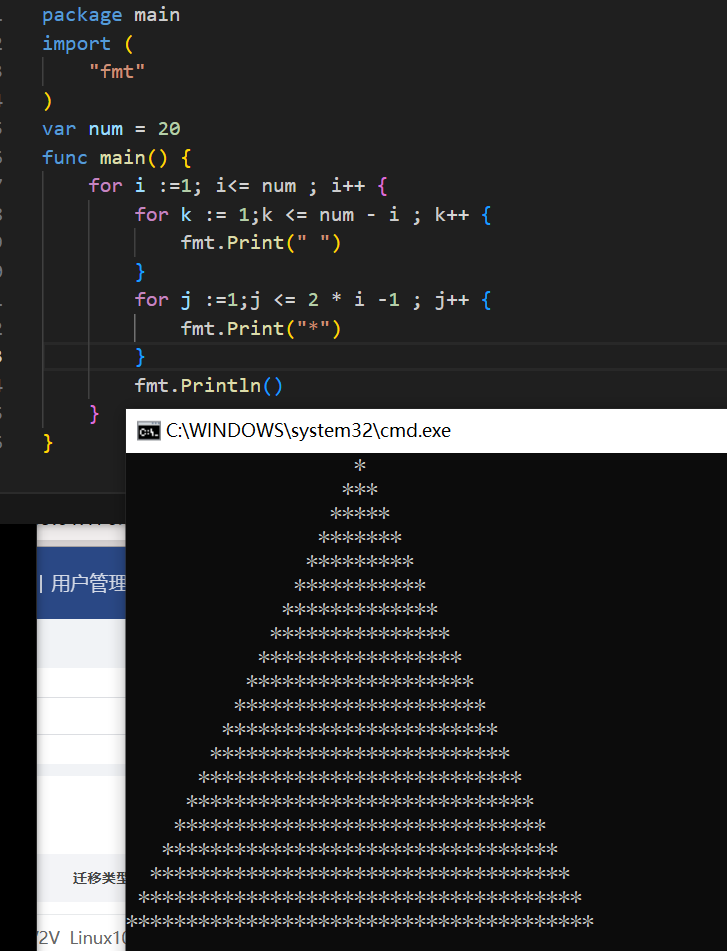 package main
import (
    "fmt"
)
var num = 20
func main() {
    for i :=1; i<= num ; i++ {
        for k := 1;k <= num - i ; k++ {
            fmt.Print(" ")
        }
        for j :=1;j <= 2 * i -1 ; j++ {
            fmt.Print("*")
        }
        fmt.Println()
    }
}
C:\WINDOWS\system32\cmd.exe
                   *
                  ***
                 *****
                *******
               *********
              ***********
             *************
            ***************
           *****************
          *******************
         *********************
        ***********************
       *************************
      ***************************
     *****************************
    *******************************
   *********************************
  ***********************************
 *************************************
***************************************
| 用户管理
迁移类型
/2V Linux10